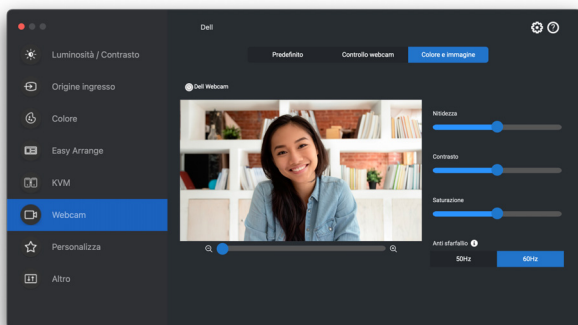 Dell
Luminosità / Contrasto
Origine ingresso
Colore
Easy Arrange
KVM
Webcam
Personalizza
Altro
Predefinito
Controllo webcam
Colore e immagine
Dell Webcam
Nitidezza
Contrasto
Saturazione
Anti sfarfallio
50Hz
60Hz